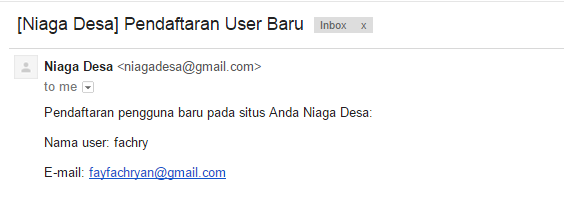 [Niaga Desa] Pendaftaran User Baru Inbox x
Niaga Desa <niagadesa@gmail.com>
to me
Pendaftaran pengguna baru pada situs Anda Niaga Desa:
Nama user: fachry
E-mail: fayfachryan@gmail.com